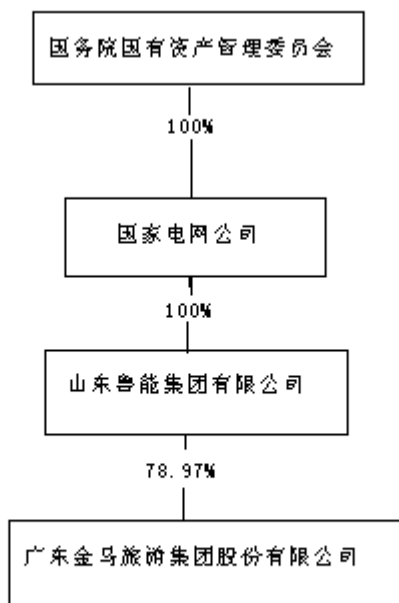 国务院国有资产管理委员会
100%
国家电网公司
100%
山东鲁能集团有限公司
78.97%
广东金马旅游集团股份有限公司